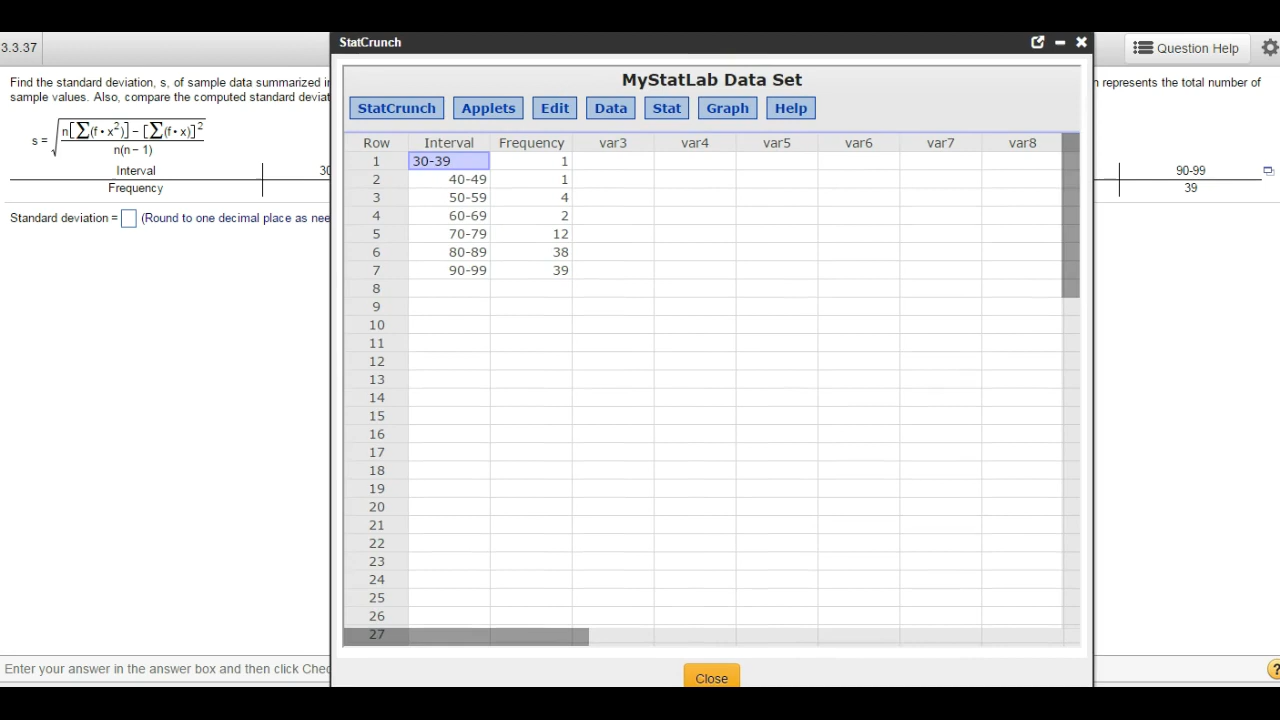 3.3.37
StatCrunch
Question Help
Find the standard deviation, s, of sample data summarized i
n represents the total number of
sample values. Also, compare the computed standard deviat
s = √ n[∑(f • x²)] − [∑(f • x)]²
n(n − 1)
Interval 30 90-99
Frequency 39
Standard deviation = (Round to one decimal place as nee
MyStatLab Data Set
StatCrunch Applets Edit Data Stat Graph Help
Row Interval Frequency var3 var4 var5 var6 var7 var8
1 30-39 1
2 40-49 1
3 50-59 4
4 60-69 2
5 70-79 12
6 80-89 38
7 90-99 39
8
9
10
11
12
13
14
15
16
17
18
19
20
21
22
23
24
25
26
27
Enter your answer in the answer box and then click Chec
Close
?